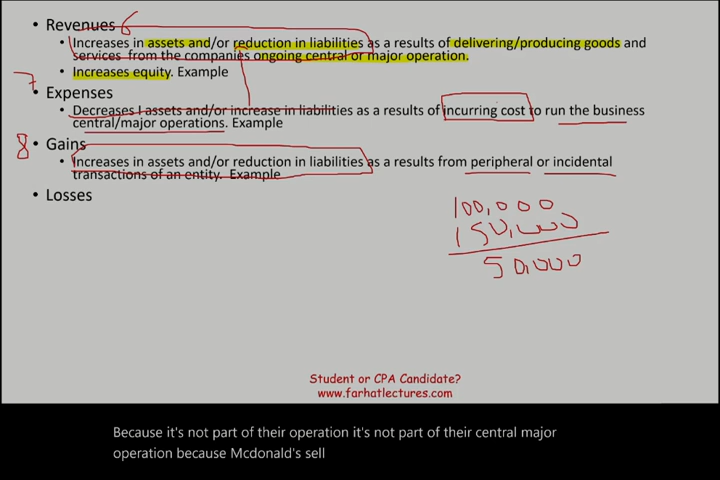 • Revenues 6
• Increases in assets and/or reduction in liabilities as a results of delivering/producing goods and
services from the companies ongoing central or major operation.
• Increases equity. Example
7
• Expenses
• Decreases I assets and/or increase in liabilities as a results of incurring cost to run the business
central/major operations. Example
8 • Gains
• Increases in assets and/or reduction in liabilities as a results from peripheral or incidental
transactions of an entity. Example
• Losses
100,000
150,000
50,000
Student or CPA Candidate?
www.farhatlectures.com
Because it's not part of their operation it's not part of their central major
operation because Mcdonald's sell